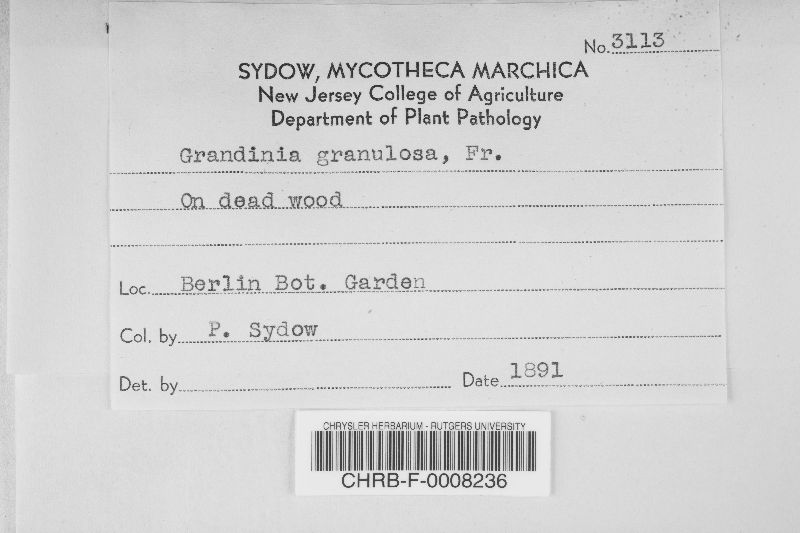 No. 3113
SYDOW, MYCOTHECA MARCHICA
New Jersey College of Agriculture
Department of Plant Pathology
Grandinia granulosa, Fr.
On dead wood
Loc. Berlin Bot. Garden
Col. by P. Sydow
Det. by Date 1891
CHRYSLER HERBARIUM - RUTGERS UNIVERSITY
CHRB-F-0008236